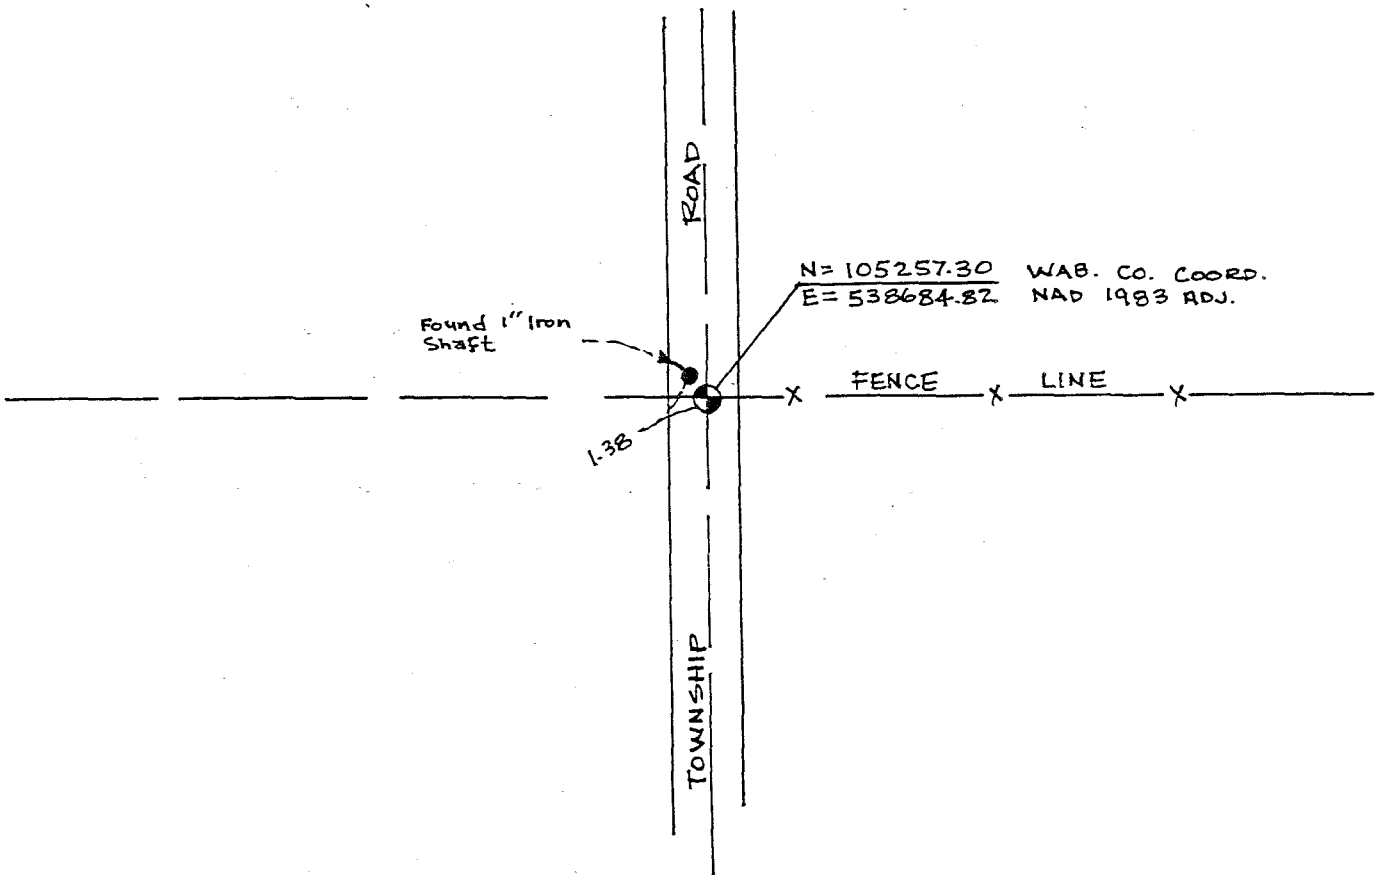 ROAD
N= 105257.30 WAB. CO. COORD.
E= 538684.82 NAD 1983 ADJ.
Found 1" Iron
Shaft
X FENCE X LINE X
1.38
TOWNSHIP